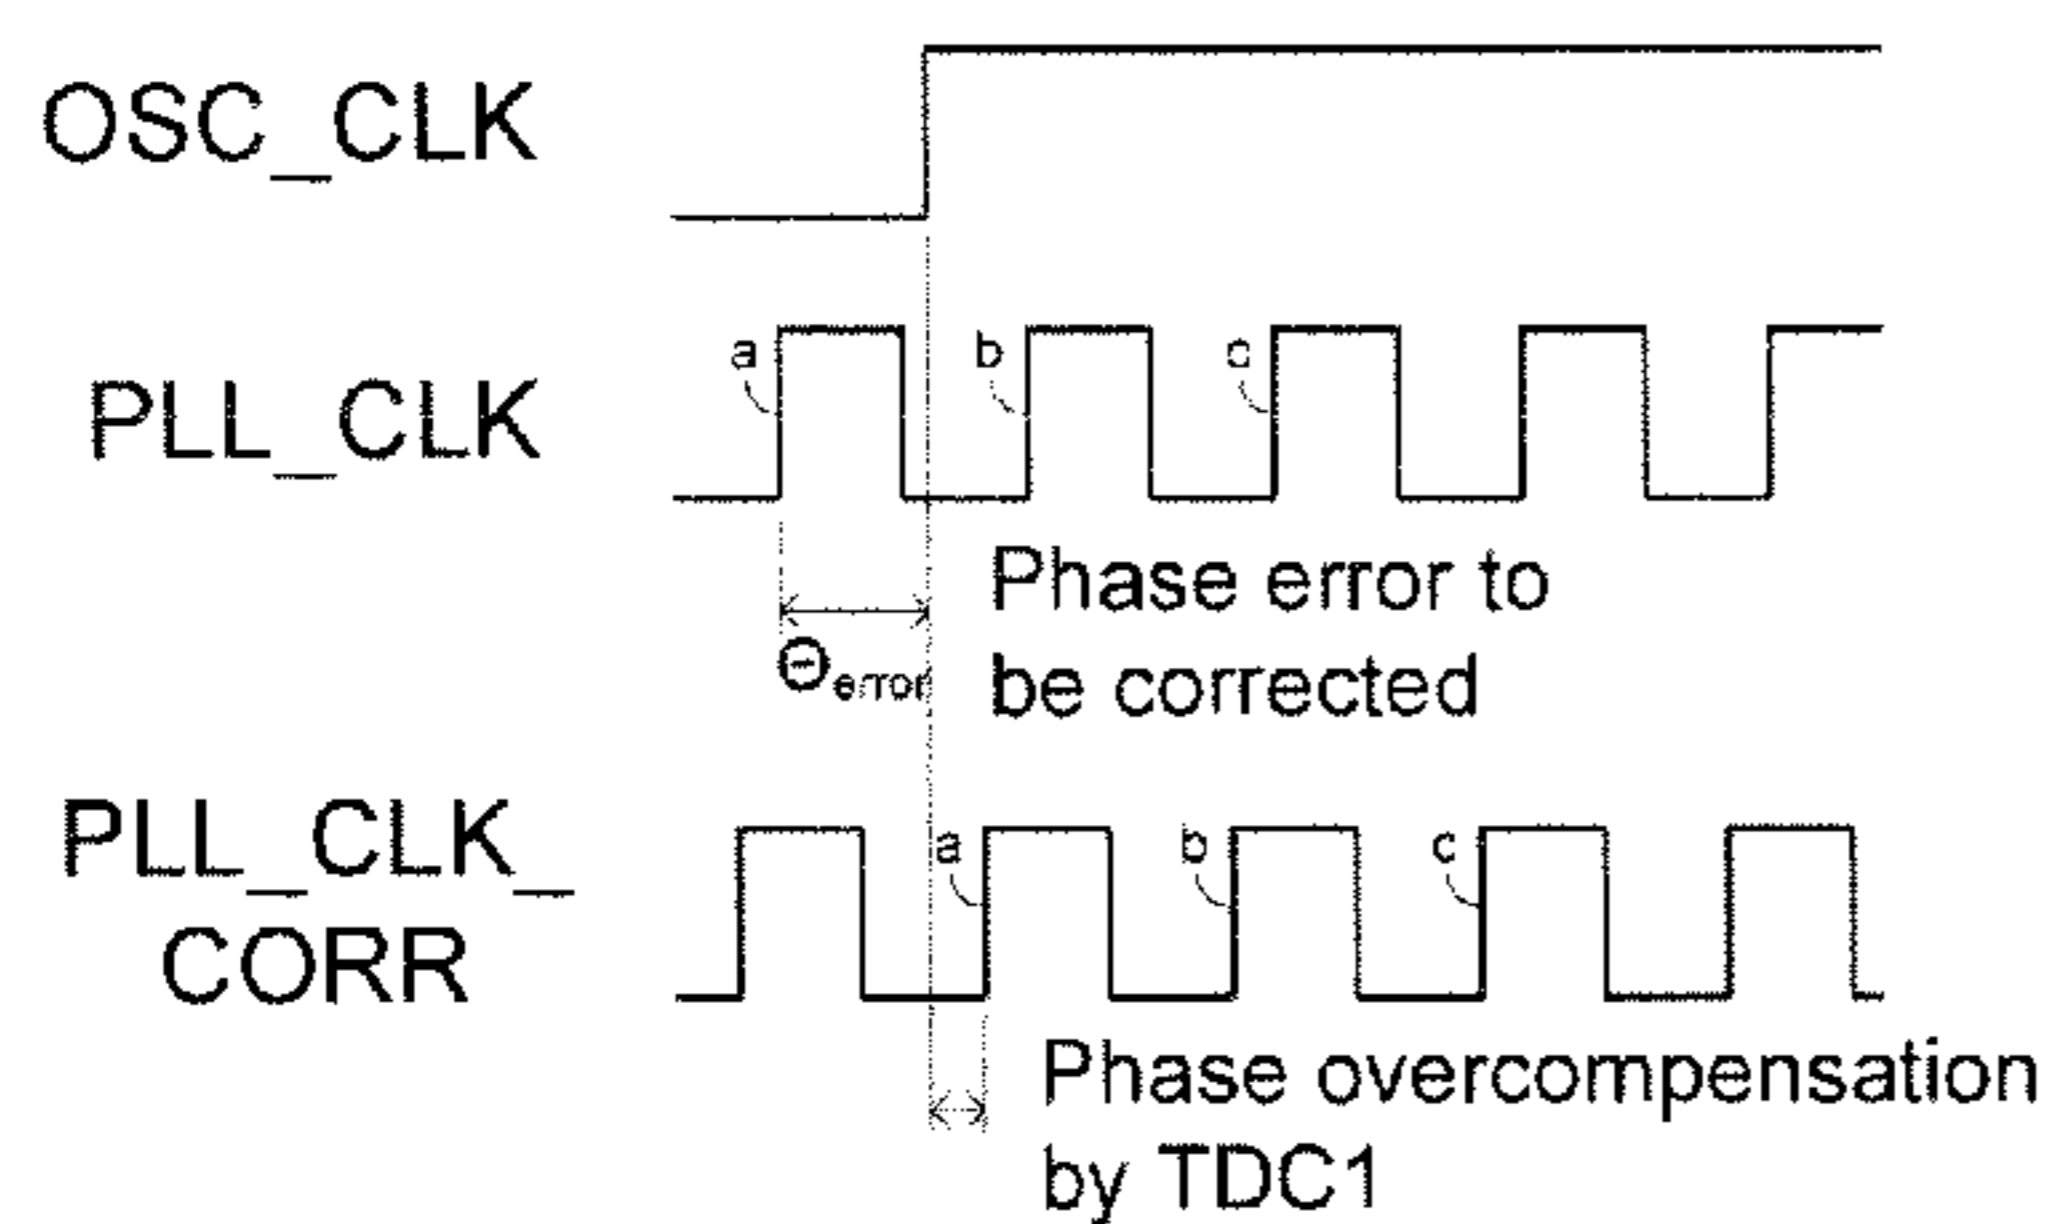 OSC_CLK
PLL_CLK
a
b
c
Phase error to
be corrected
Θerror
PLL_CLK_
CORR
a
b
c
Phase overcompensation
by TDC1